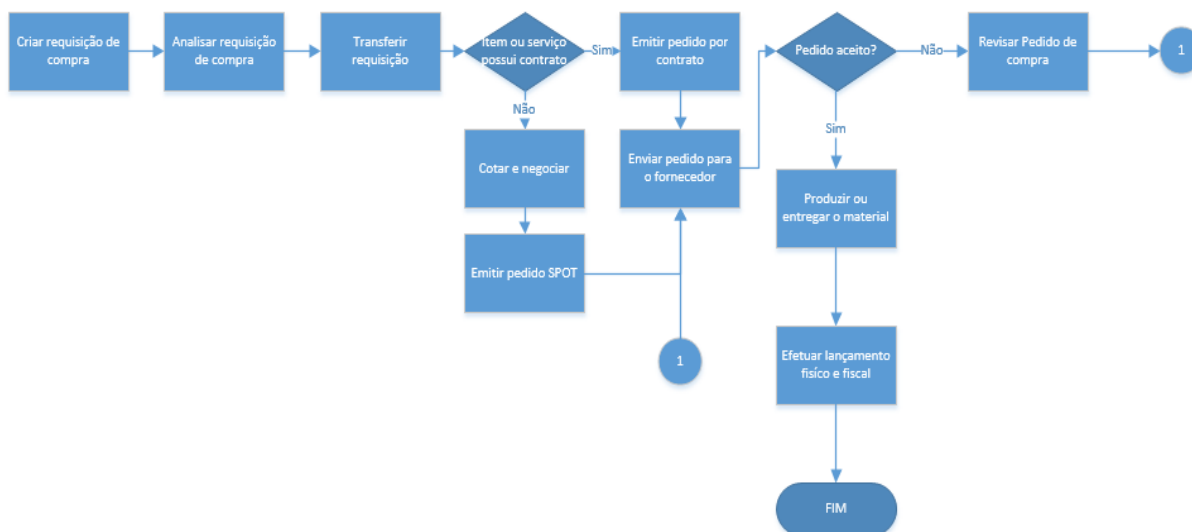 Criar requisição de
compra
Analisar requisição
de compra
Transferir
requisição
Item ou serviço
possui contrato
Sim
Emitir pedido por
contrato
Pedido aceito?
Não
Revisar Pedido de
compra
1
Não
Cotar e negociar
Enviar pedido para
o fornecedor
Sim
Produzir ou
entregar o material
Emitir pedido SPOT
1
Efetuar lançamento
fisíco e fiscal
FIM